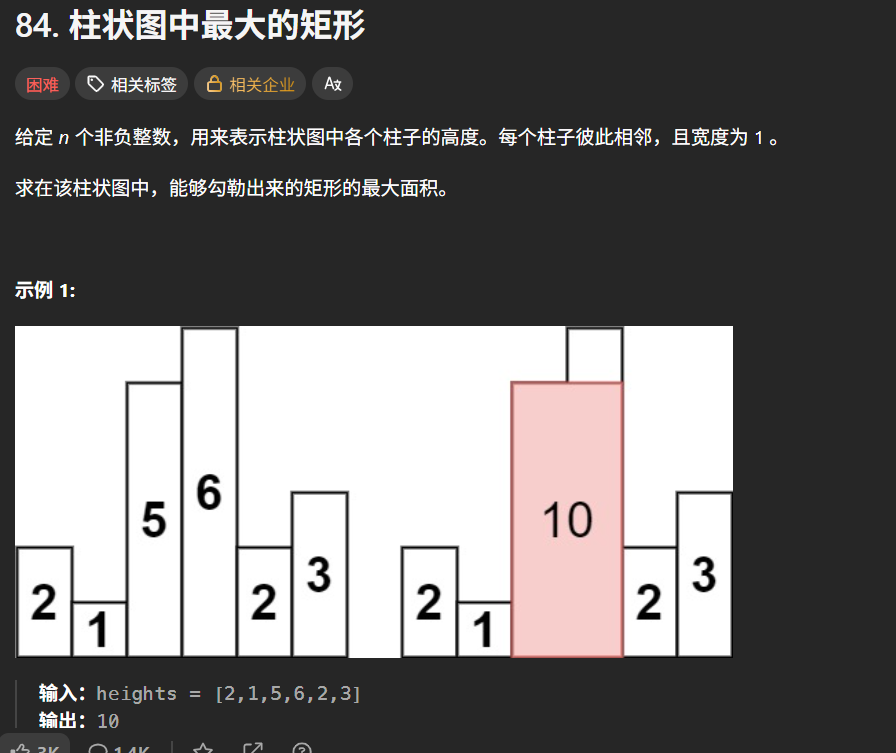 84. 柱状图中最大的矩形
困难 相关标签 相关企业
给定 n 个非负整数，用来表示柱状图中各个柱子的高度。每个柱子彼此相邻，且宽度为 1 。
求在该柱状图中，能够勾勒出来的矩形的最大面积。
示例 1:
2 1 5 6 2 3 2 1 10 2 3
输入：heights = [2,1,5,6,2,3]
输出：10
3K 1.4K